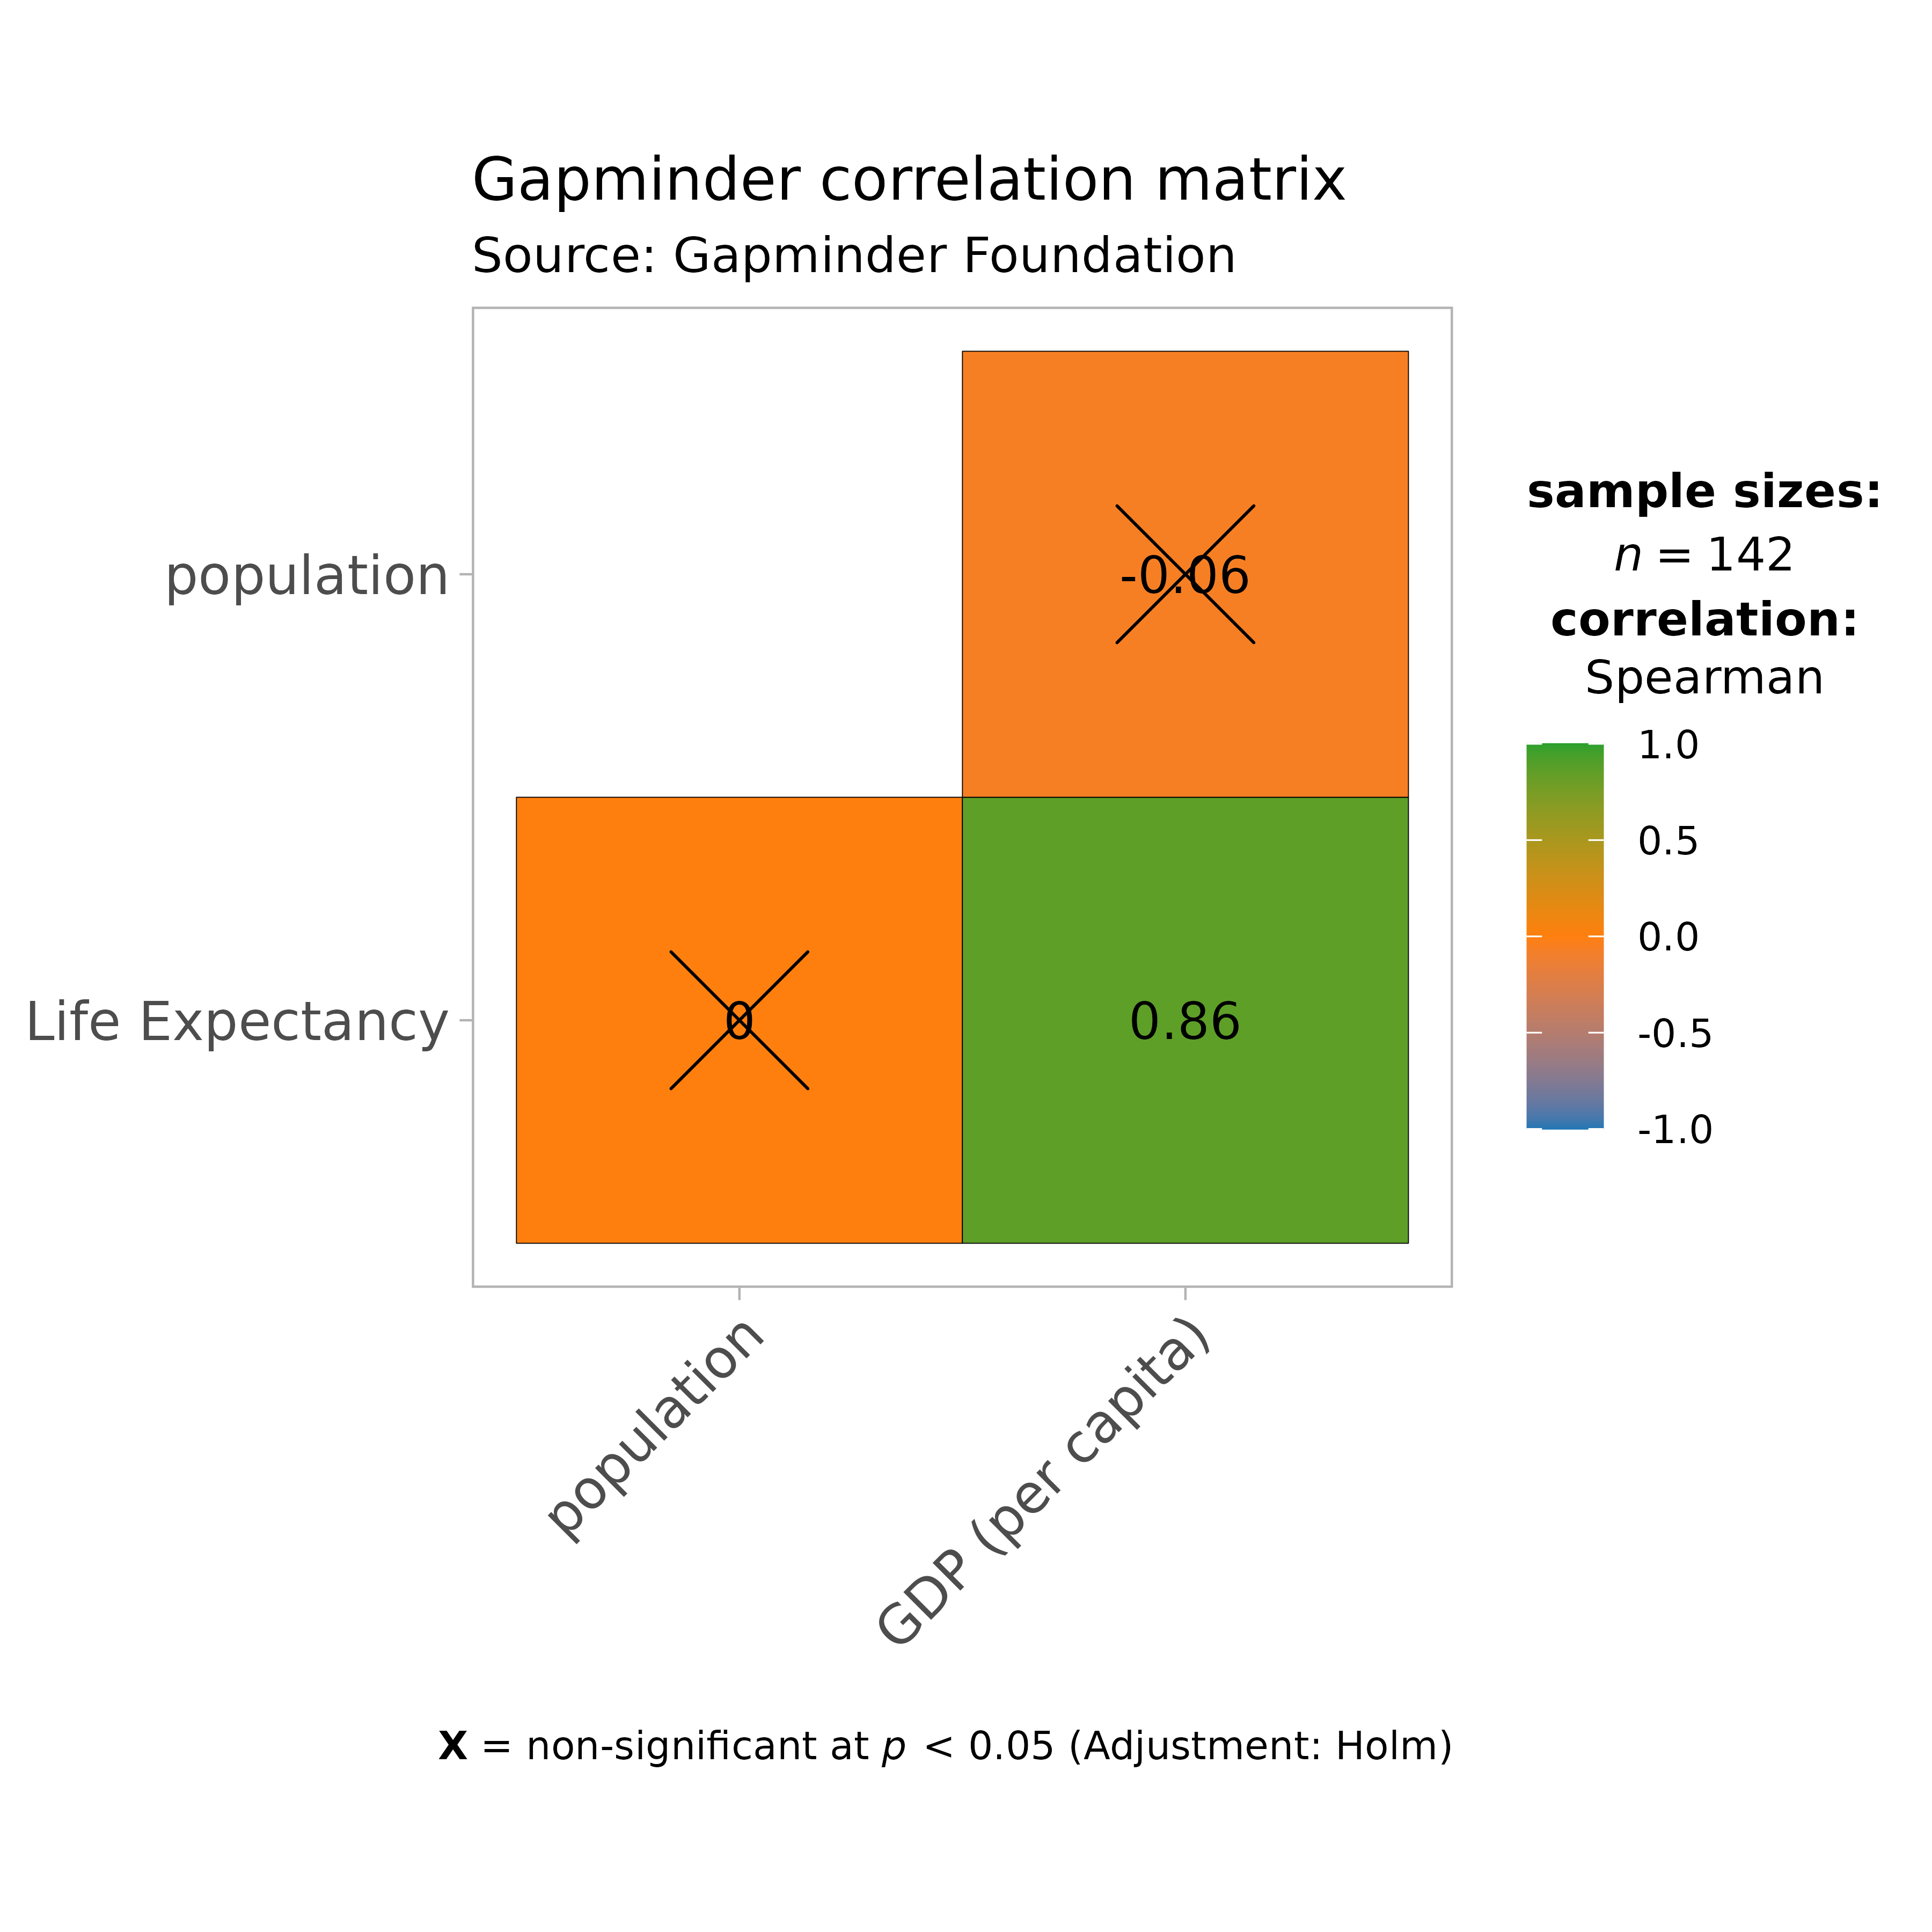 Gapminder correlation matrix
Source: Gapminder Foundation
population
-0.06
Life Expectancy
0
0.86
population
GDP (per capita)
sample sizes:
n = 142
correlation:
Spearman
1.0
0.5
0.0
-0.5
-1.0
X = non-significant at p < 0.05 (Adjustment: Holm)